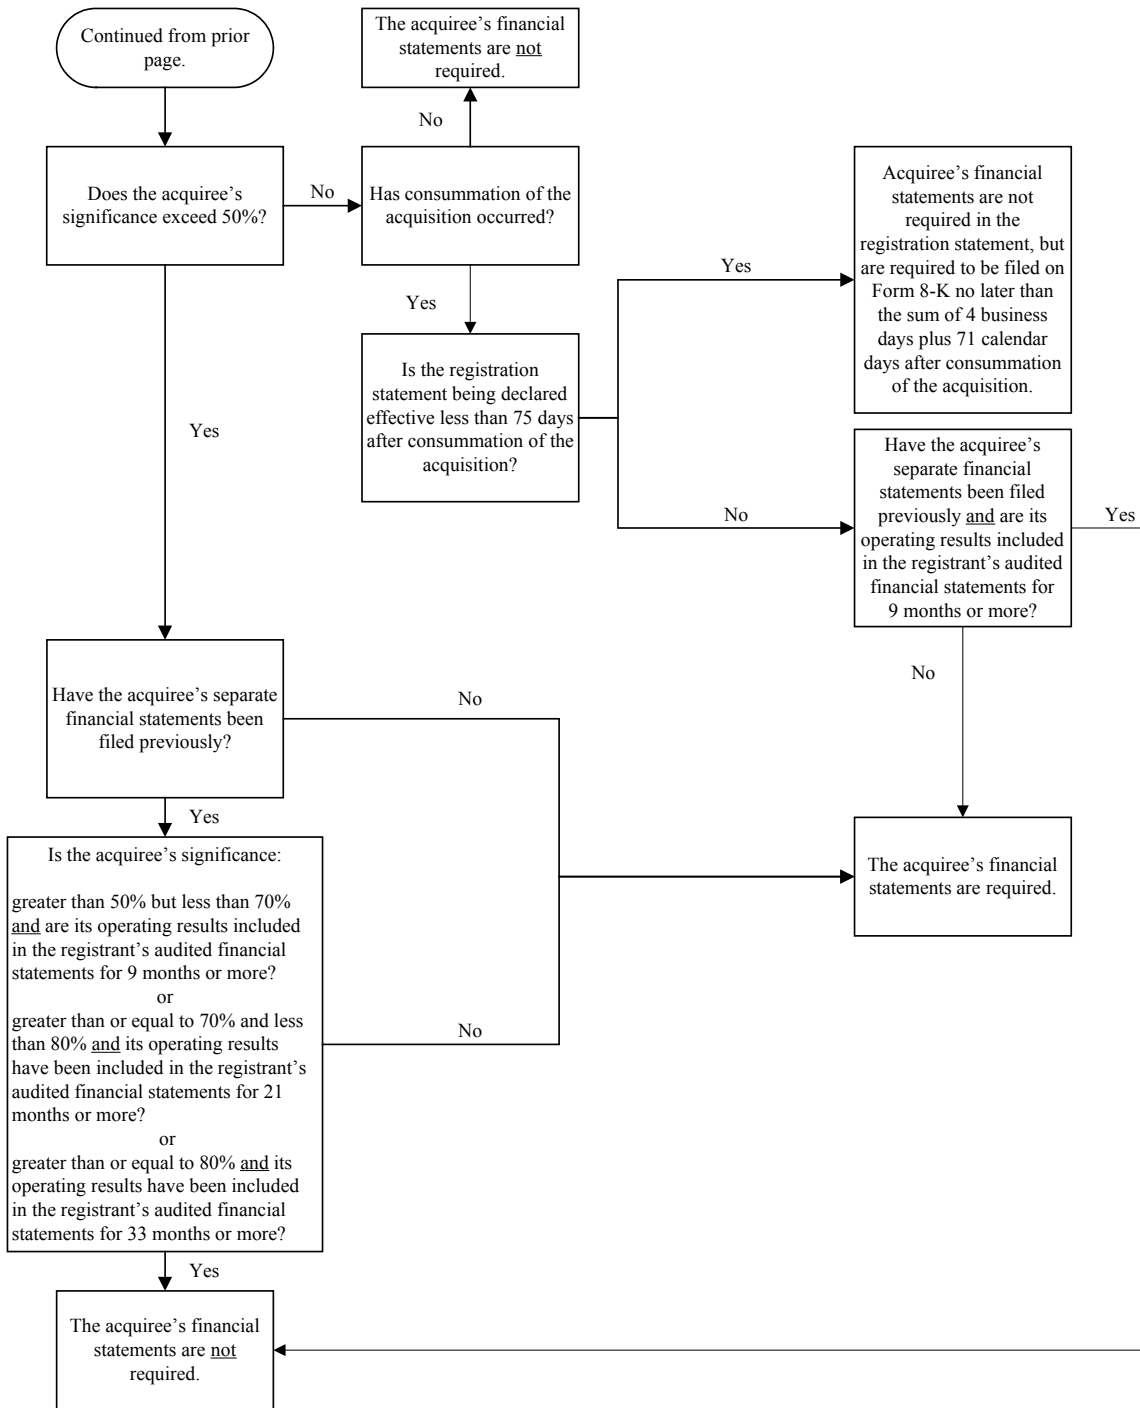 Continued from prior
page.
The acquiree’s financial
statements are not
required.
No
Does the acquiree’s
significance exceed 50%?
No
Has consummation of the
acquisition occurred?
Yes
Is the registration
statement being declared
effective less than 75 days
after consummation of the
acquisition?
Yes
Acquiree’s financial
statements are not
required in the
registration statement, but
are required to be filed on
Form 8-K no later than
the sum of 4 business
days plus 71 calendar
days after consummation
of the acquisition.
No
Have the acquiree’s
separate financial
statements been filed
previously and are its
operating results included
in the registrant’s audited
financial statements for
9 months or more?
Yes
No
Yes
Have the acquiree’s separate
financial statements been
filed previously?
No
Yes
The acquiree’s financial
statements are required.
Is the acquiree’s significance:
greater than 50% but less than 70%
and are its operating results included
in the registrant’s audited financial
statements for 9 months or more?
or
greater than or equal to 70% and less
than 80% and its operating results
have been included in the registrant’s
audited financial statements for 21
months or more?
or
greater than or equal to 80% and its
operating results have been included
in the registrant’s audited financial
statements for 33 months or more?
No
Yes
The acquiree’s financial
statements are not
required.